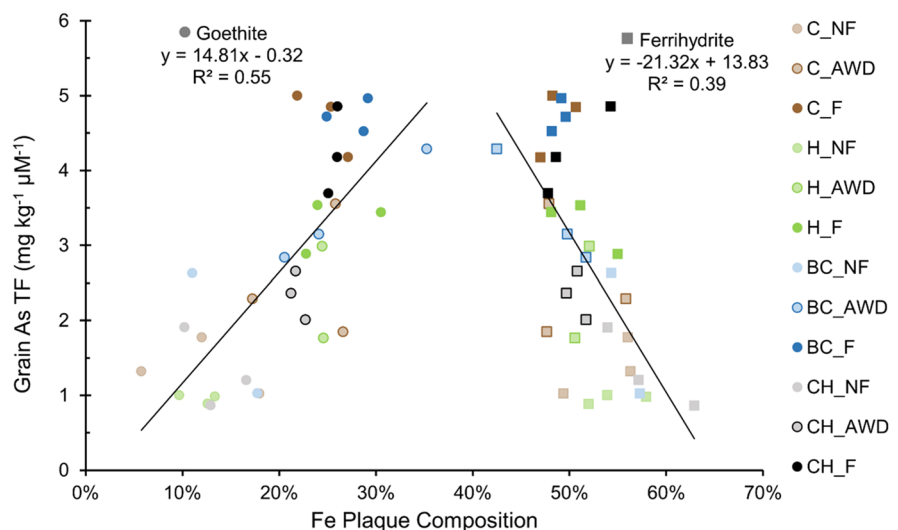 Goethite
y = 14.81x - 0.32
R² = 0.55
Ferrihydrite
y = -21.32x + 13.83
R² = 0.39
Grain As TF (mg kg⁻¹ µM⁻¹)
6
5
4
3
2
1
0
0% 10% 20% 30% 40% 50% 60% 70%
Fe Plaque Composition
C_NF
C_AWD
C_F
H_NF
H_AWD
H_F
BC_NF
BC_AWD
BC_F
CH_NF
CH_AWD
CH_F